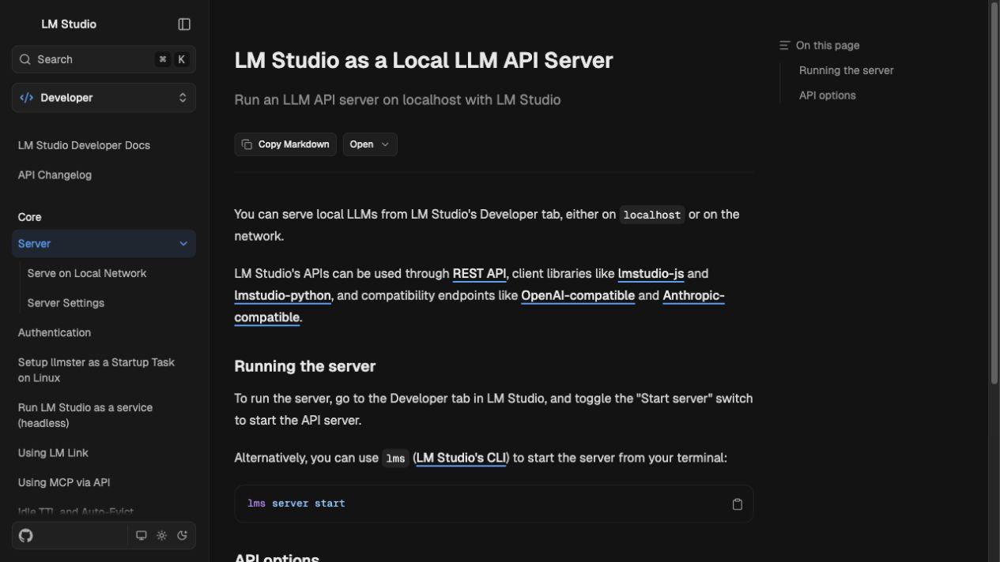 LM Studio
Search ⌘ K
Developer
LM Studio Developer Docs
API Changelog
Core
Server
Serve on Local Network
Server Settings
Authentication
Setup llmster as a Startup Task
on Linux
Run LM Studio as a service
(headless)
Using LM Link
Using MCP via API
Idle TTL and Auto-Evict
LM Studio as a Local LLM API Server
Run an LLM API server on localhost with LM Studio
Copy Markdown
Open
You can serve local LLMs from LM Studio's Developer tab, either on localhost or on the
network.
LM Studio's APIs can be used through REST API, client libraries like lmstudio-js and
lmstudio-python, and compatibility endpoints like OpenAI-compatible and Anthropic-
compatible.
Running the server
To run the server, go to the Developer tab in LM Studio, and toggle the "Start server" switch
to start the API server.
Alternatively, you can use lms (LM Studio's CLI) to start the server from your terminal:
lms server start
API options
On this page
Running the server
API options